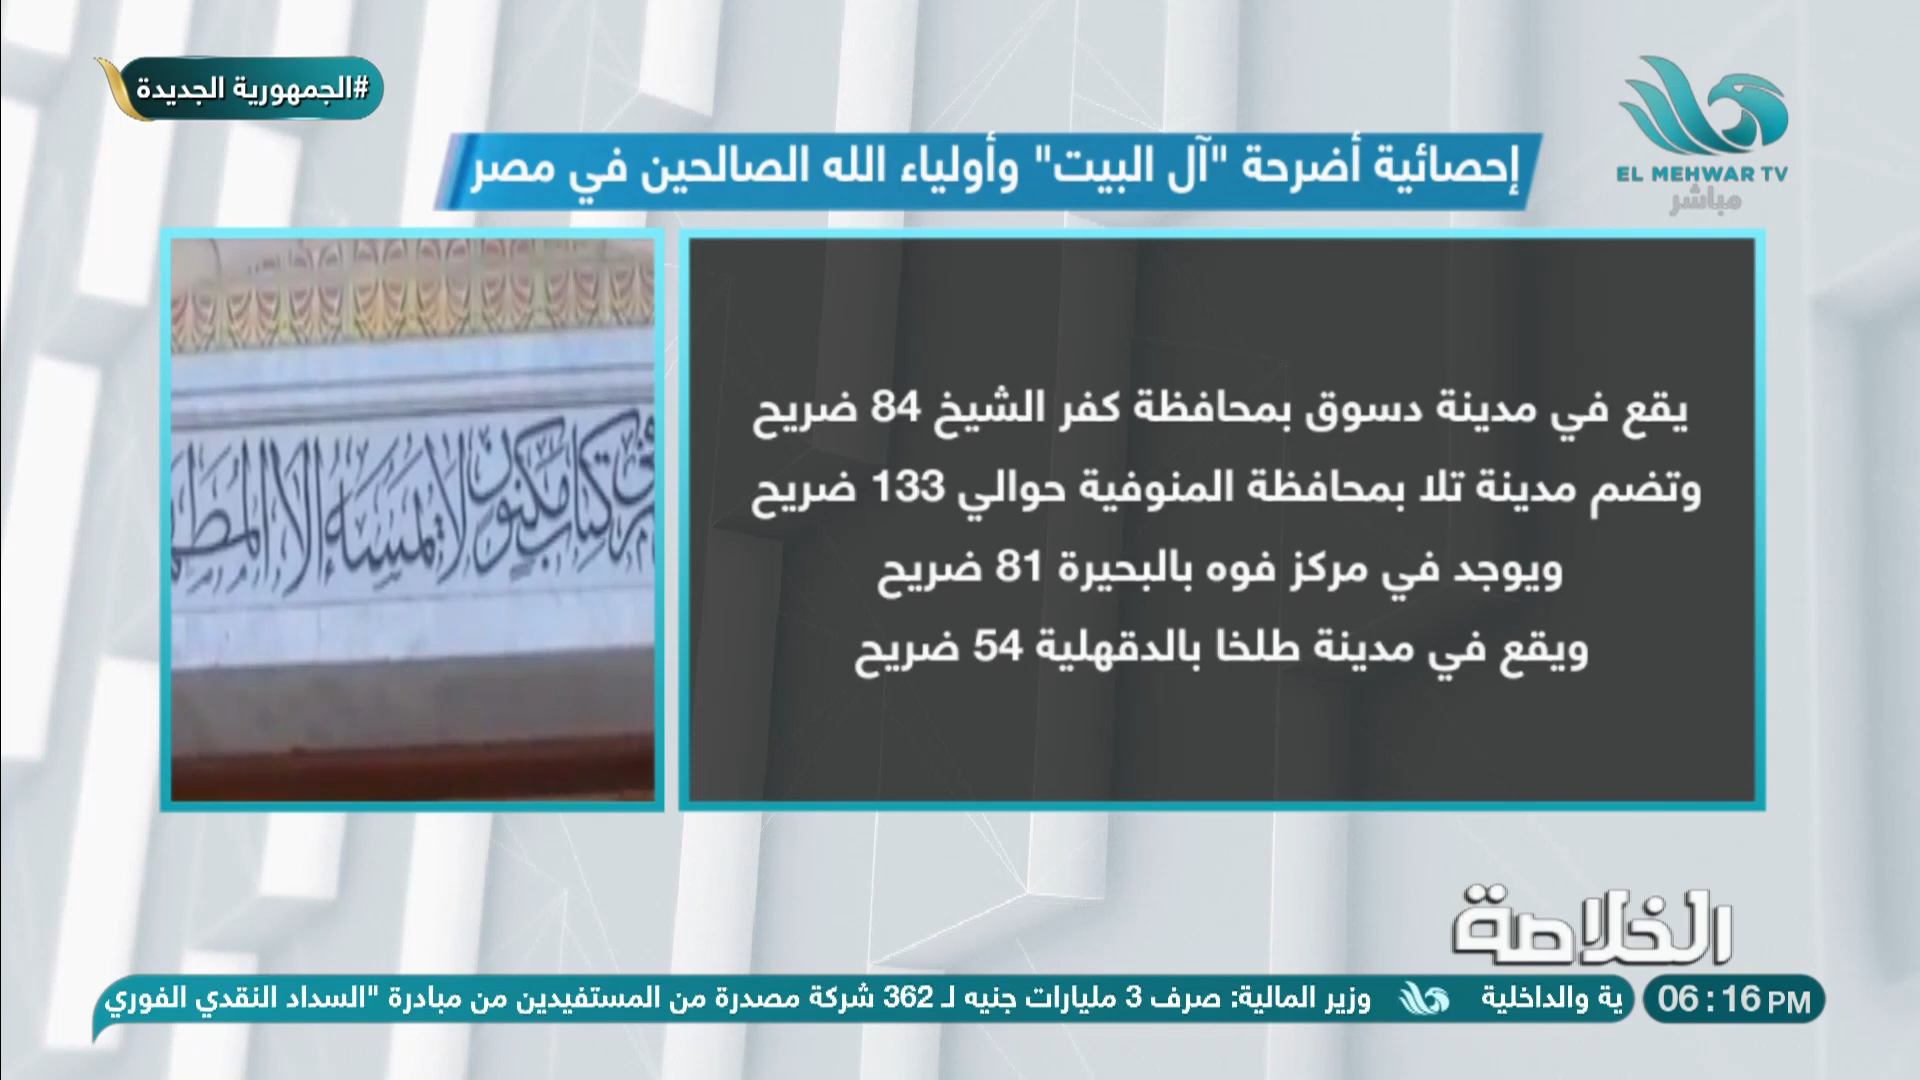 #الجمهورية الجديدة
EL MEHWAR TV
مباشر
إحصائية أضرحة "آل البيت" وأولياء الله الصالحين في مصر
يقع في مدينة دسوق بمحافظة كفر الشيخ 84 ضريح
وتضم مدينة تلا بمحافظة المنوفية حوالي 133 ضريح
ويوجد في مركز فوه بالبحيرة 81 ضريح
ويقع في مدينة طلخا بالدقهلية 54 ضريح
كتاب مكنون لا يمسه إلا
الخلاصة
06:16 PM
ية والداخلية
وزير المالية: صرف 3 مليارات جنيه لـ 362 شركة مصدرة من المستفيدين من مبادرة "السداد النقدي الفوري